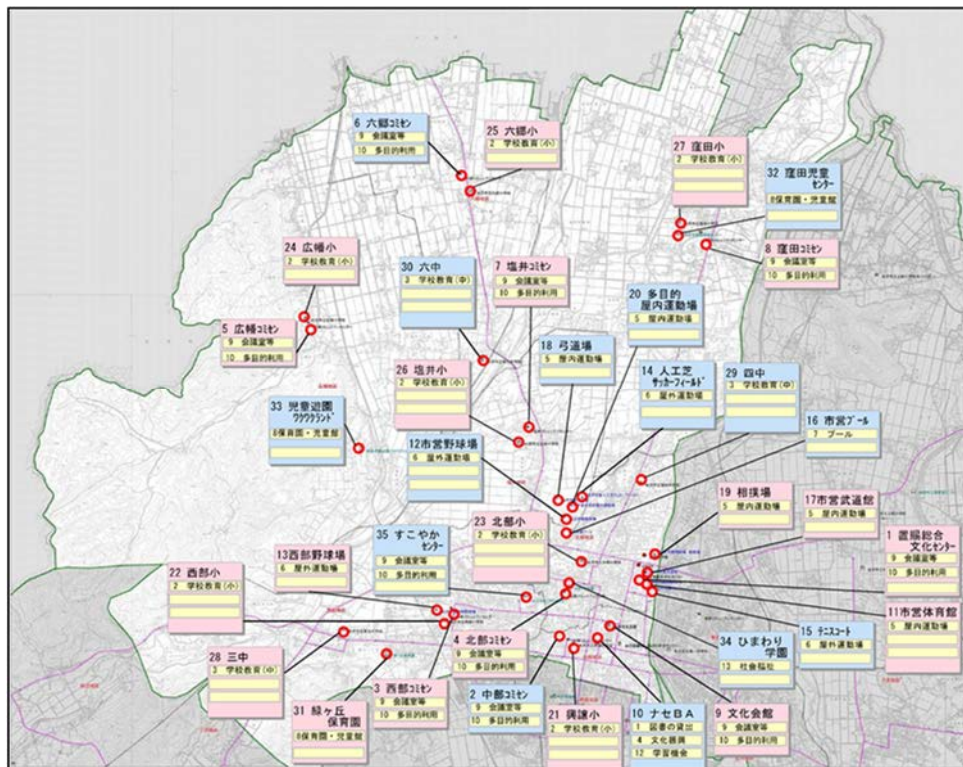 6 六郷ｺﾐｾﾝ
9 会議室等
10 多目的利用
25 六郷小
2 学校教育(小)
27 窪田小
2 学校教育(小)
32 窪田児童
ｾﾝﾀｰ
8保育園・児童館
24 広幡小
2 学校教育(小)
30 六中
3 学校教育(中)
7 塩井ｺﾐｾﾝ
9 会議室等
10 多目的利用
20 多目的
屋内運動場
5 屋内運動場
8 窪田ｺﾐｾﾝ
9 会議室等
10 多目的利用
5 広幡ｺﾐｾﾝ
9 会議室等
10 多目的利用
18 弓道場
5 屋内運動場
26 塩井小
2 学校教育(小)
14 人工芝
ｻｯｶｰﾌｨｰﾙﾄﾞ
6 屋外運動場
29 四中
3 学校教育(中)
33 児童遊園
ﾜｸﾜｸﾗﾝﾄﾞ
8保育園・児童館
16 市営ﾌﾟｰﾙ
7 プール
12市営野球場
6 屋外運動場
19 相撲場
5 屋内運動場
17市営武道館
5 屋内運動場
23 北部小
2 学校教育(小)
35 すこやか
ｾﾝﾀｰ
9 会議室等
10 多目的利用
1 置賜総合
文化ｾﾝﾀｰ
9 会議室等
10 多目的利用
13西部野球場
6 屋外運動場
22 西部小
2 学校教育(小)
11市営体育館
5 屋内運動場
4 北部ｺﾐｾﾝ
9 会議室等
10 多目的利用
34 ひまわり
学園
13 社会福祉
15 ﾃﾆｽｺｰﾄ
6 屋外運動場
28 三中
3 学校教育(中)
31 緑ヶ丘
保育園
8保育園・児童館
3 西部ｺﾐｾﾝ
9 会議室等
10 多目的利用
2 中部ｺﾐｾﾝ
9 会議室等
10 多目的利用
21 興譲小
2 学校教育(小)
10 ナセＢＡ
1 図書の貸出
4 文化振興
12 学習機会
9 文化会館
9 会議室等
10 多目的利用